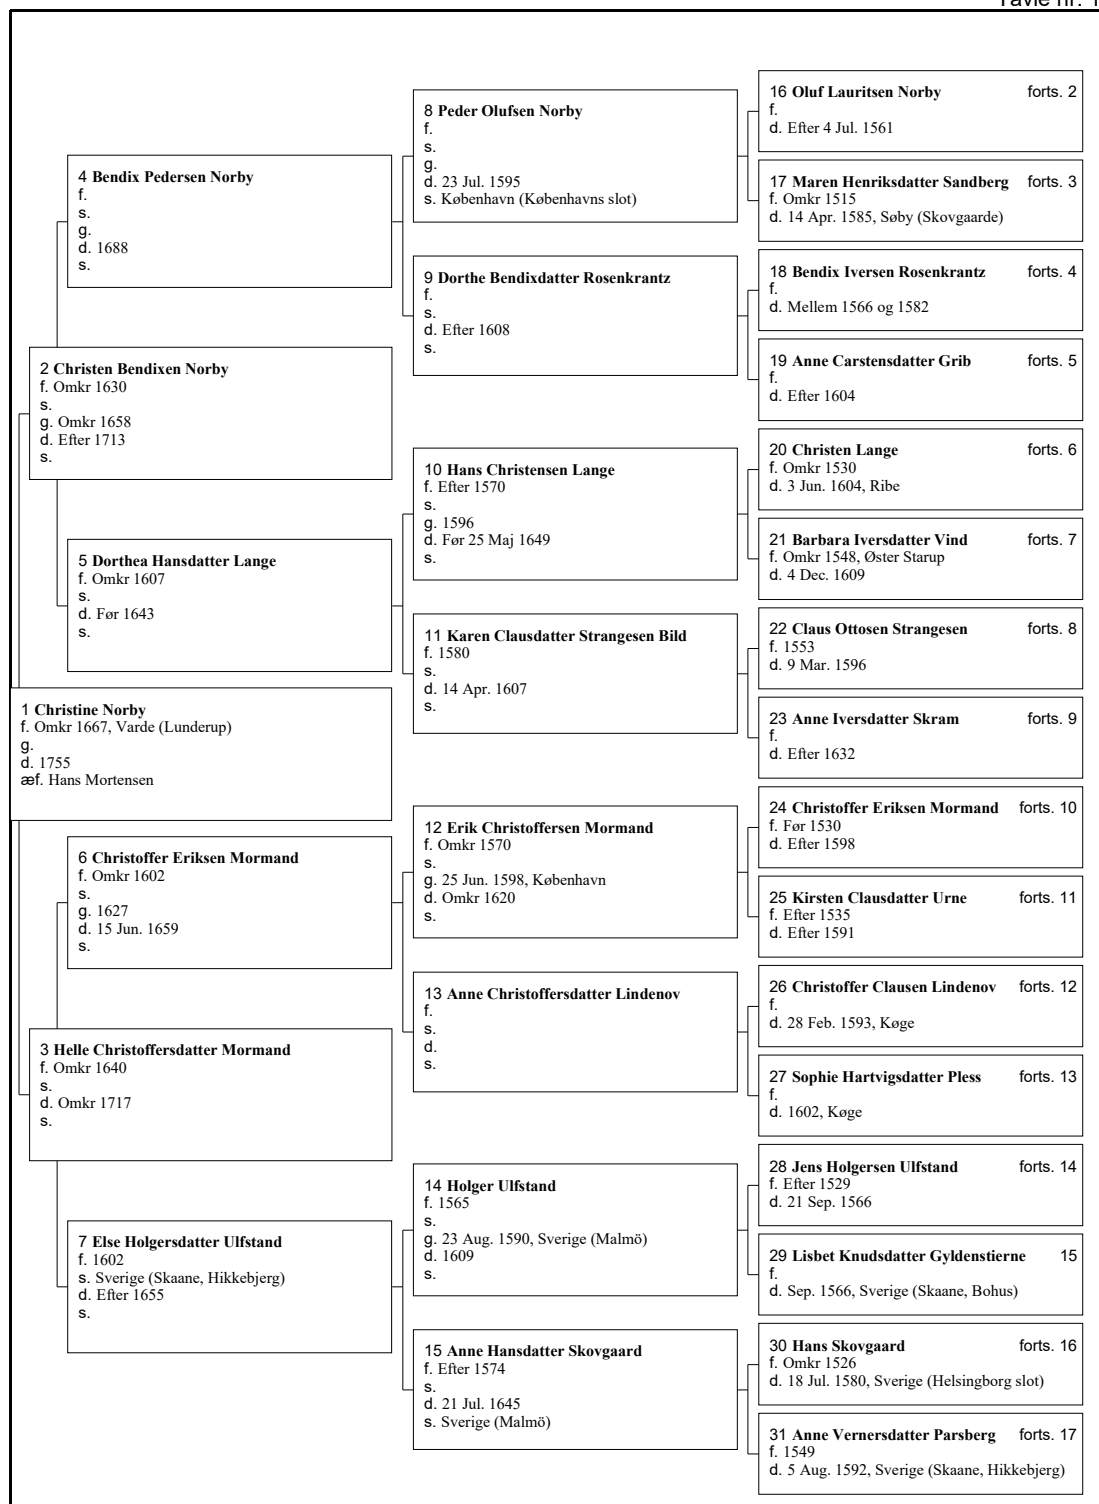 Tavle nr. 1
16 Oluf Lauritsen Norby forts. 2
f.
d. Efter 4 Jul. 1561
8 Peder Olufsen Norby
f.
s.
g.
d. 23 Jul. 1595
s. København (Københavns slot)
17 Maren Henriksdatter Sandberg forts. 3
f. Omkr 1515
d. 14 Apr. 1585, Søby (Skovgaarde)
4 Bendix Pedersen Norby
f.
s.
g.
d. 1688
s.
18 Bendix Iversen Rosenkrantz forts. 4
f.
d. Mellem 1566 og 1582
9 Dorthe Bendixdatter Rosenkrantz
f.
s.
d. Efter 1608
s.
19 Anne Carstensdatter Grib forts. 5
f.
d. Efter 1604
2 Christen Bendixen Norby
f. Omkr 1630
s.
g. Omkr 1658
d. Efter 1713
s.
20 Christen Lange forts. 6
f. Omkr 1530
d. 3 Jun. 1604, Ribe
10 Hans Christensen Lange
f. Efter 1570
s.
g. 1596
d. Før 25 Maj 1649
s.
21 Barbara Iversdatter Vind forts. 7
f. Omkr 1548, Øster Starup
d. 4 Dec. 1609
5 Dorthea Hansdatter Lange
f. Omkr 1607
s.
d. Før 1643
s.
22 Claus Ottosen Strangesen forts. 8
f. 1553
d. 9 Mar. 1596
11 Karen Clausdatter Strangesen Bild
f. 1580
s.
d. 14 Apr. 1607
s.
23 Anne Iversdatter Skram forts. 9
f.
d. Efter 1632
1 Christine Norby
f. Omkr 1667, Varde (Lunderup)
g.
d. 1755
æf. Hans Mortensen
24 Christoffer Eriksen Mormand forts. 10
f. Før 1530
d. Efter 1598
12 Erik Christoffersen Mormand
f. Omkr 1570
s.
g. 25 Jun. 1598, København
d. Omkr 1620
s.
25 Kirsten Clausdatter Urne forts. 11
f. Efter 1535
d. Efter 1591
6 Christoffer Eriksen Mormand
f. Omkr 1602
s.
g. 1627
d. 15 Jun. 1659
s.
26 Christoffer Clausen Lindenov forts. 12
f.
d. 28 Feb. 1593, Køge
13 Anne Christoffersdatter Lindenov
f.
s.
d.
s.
27 Sophie Hartvigsdatter Pless forts. 13
f.
d. 1602, Køge
3 Helle Christoffersdatter Mormand
f. Omkr 1640
s.
d. Omkr 1717
s.
28 Jens Holgersen Ulfstand forts. 14
f. Efter 1529
d. 21 Sep. 1566
14 Holger Ulfstand
f. 1565
s.
g. 23 Aug. 1590, Sverige (Malmö)
d. 1609
s.
29 Lisbet Knudsdatter Gyldenstierne 15
f.
d. Sep. 1566, Sverige (Skaane, Bohus)
7 Else Holgersdatter Ulfstand
f. 1602
s. Sverige (Skaane, Hikkebjerg)
d. Efter 1655
s.
30 Hans Skovgaard forts. 16
f. Omkr 1526
d. 18 Jul. 1580, Sverige (Helsingborg slot)
15 Anne Hansdatter Skovgaard
f. Efter 1574
s.
d. 21 Jul. 1645
s. Sverige (Malmö)
31 Anne Vernersdatter Parsberg forts. 17
f. 1549
d. 5 Aug. 1592, Sverige (Skaane, Hikkebjerg)